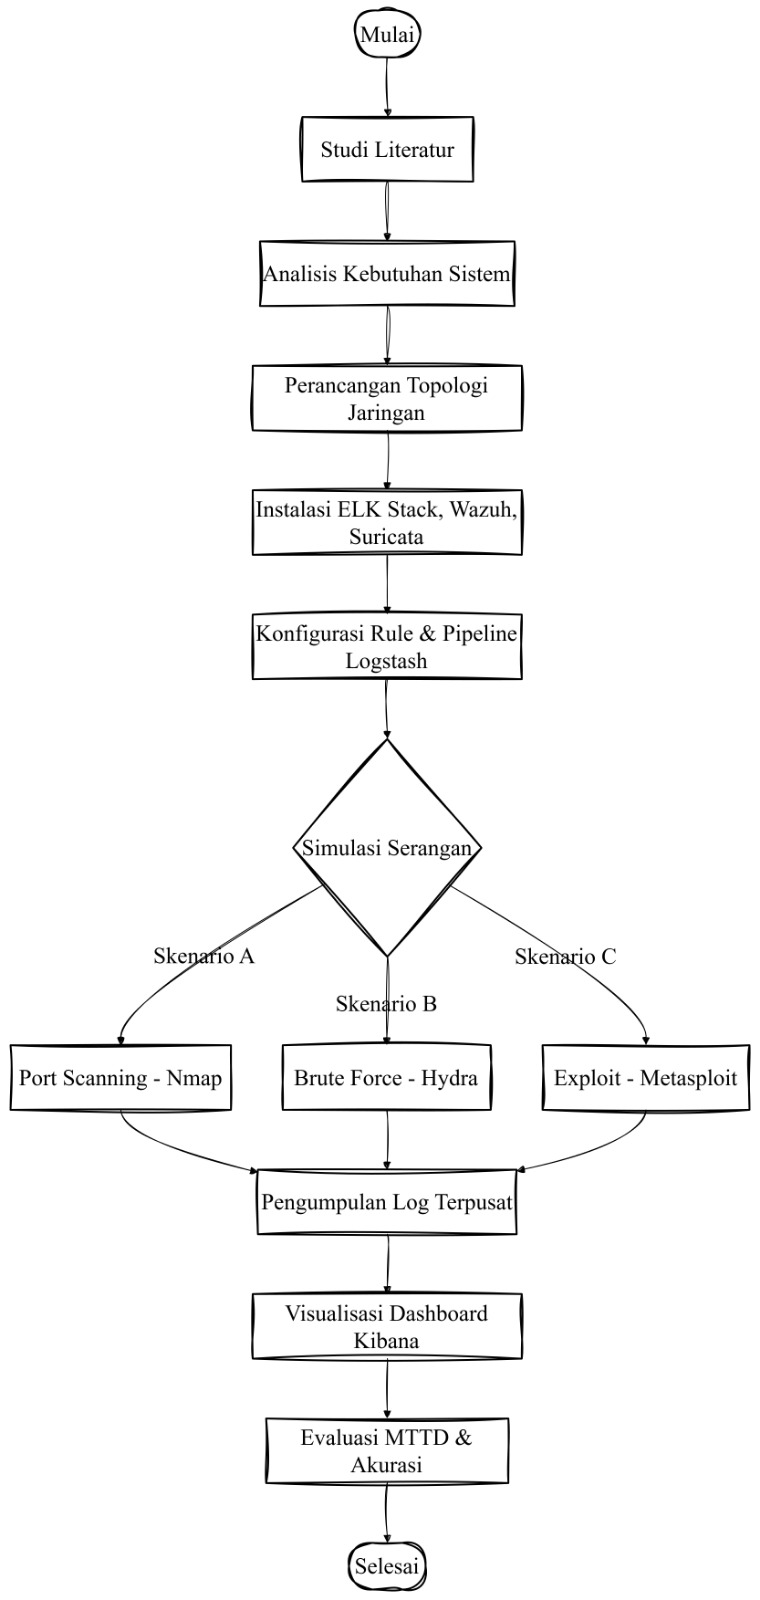 Mulai
Studi Literatur
Analisis Kebutuhan Sistem
Perancangan Topologi
Jaringan
Instalasi ELK Stack, Wazuh,
Suricata
Konfigurasi Rule & Pipeline
Logstash
Simulasi Serangan
Skenario A
Skenario C
Skenario B
Port Scanning - Nmap
Brute Force - Hydra
Exploit - Metasploit
Pengumpulan Log Terpusat
Visualisasi Dashboard
Kibana
Evaluasi MTTD &
Akurasi
Selesai